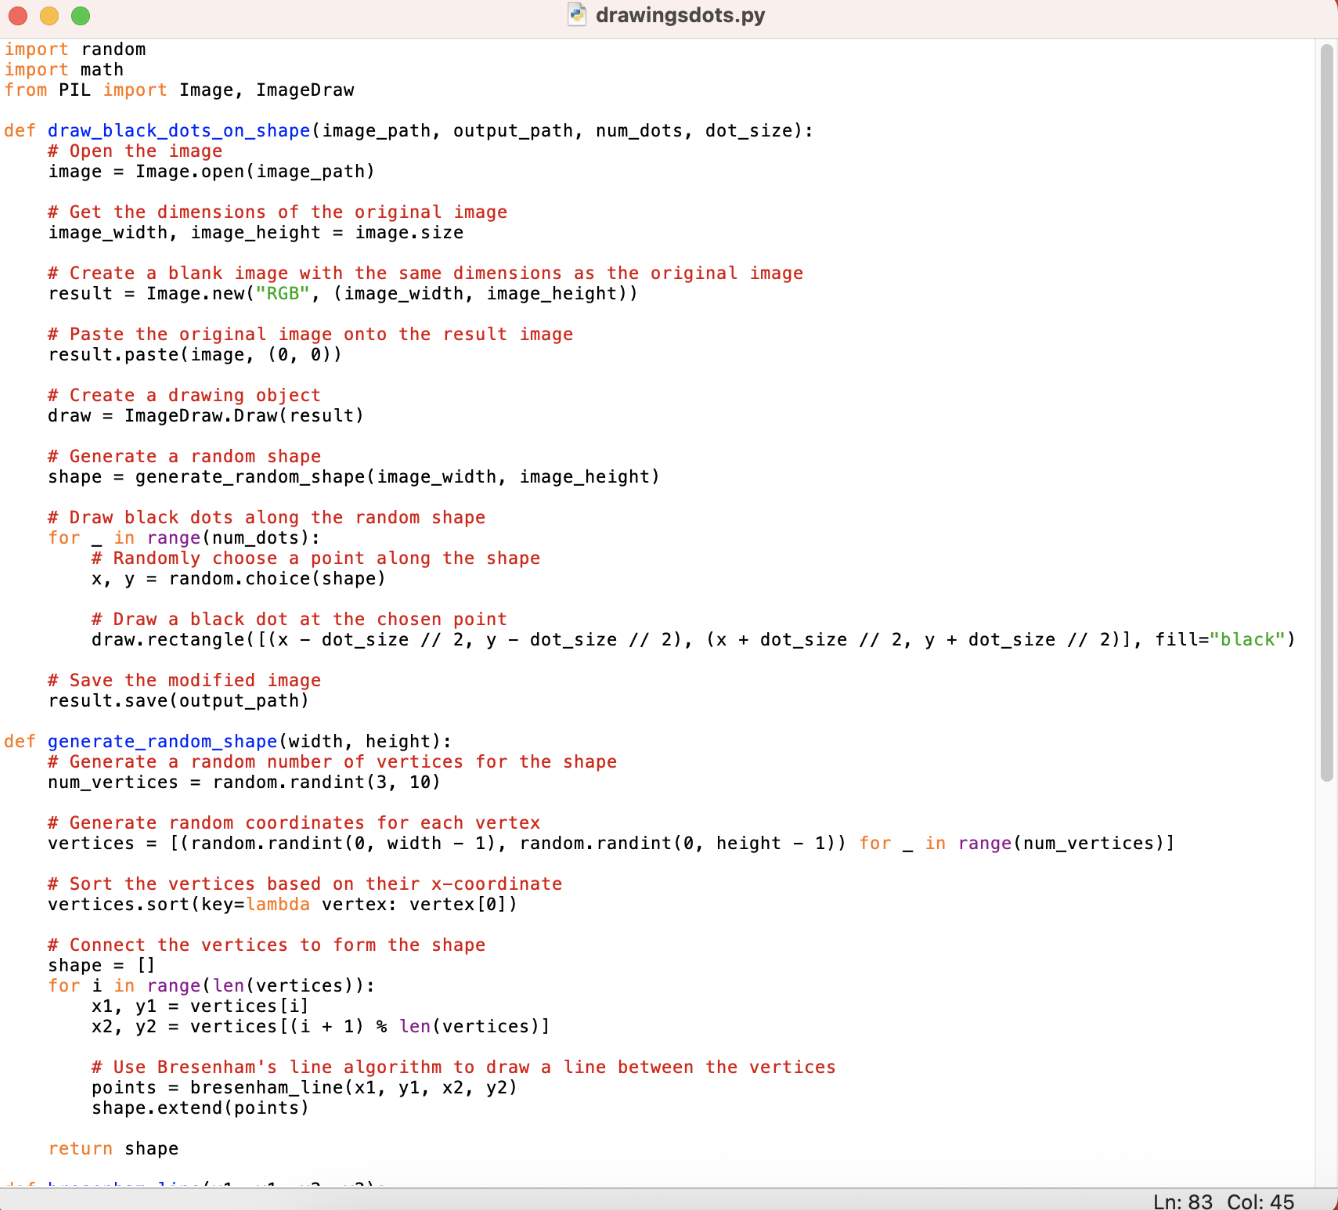 drawingsdots.py
import random
import math
from PIL import Image, ImageDraw

def draw_black_dots_on_shape(image_path, output_path, num_dots, dot_size):
    # Open the image
    image = Image.open(image_path)

    # Get the dimensions of the original image
    image_width, image_height = image.size

    # Create a blank image with the same dimensions as the original image
    result = Image.new("RGB", (image_width, image_height))

    # Paste the original image onto the result image
    result.paste(image, (0, 0))

    # Create a drawing object
    draw = ImageDraw.Draw(result)

    # Generate a random shape
    shape = generate_random_shape(image_width, image_height)

    # Draw black dots along the random shape
    for _ in range(num_dots):
        # Randomly choose a point along the shape
        x, y = random.choice(shape)

        # Draw a black dot at the chosen point
        draw.rectangle([(x - dot_size // 2, y - dot_size // 2), (x + dot_size // 2, y + dot_size // 2)], fill="black")

    # Save the modified image
    result.save(output_path)

def generate_random_shape(width, height):
    # Generate a random number of vertices for the shape
    num_vertices = random.randint(3, 10)

    # Generate random coordinates for each vertex
    vertices = [(random.randint(0, width - 1), random.randint(0, height - 1)) for _ in range(num_vertices)]

    # Sort the vertices based on their x-coordinate
    vertices.sort(key=lambda vertex: vertex[0])

    # Connect the vertices to form the shape
    shape = []
    for i in range(len(vertices)):
        x1, y1 = vertices[i]
        x2, y2 = vertices[(i + 1) % len(vertices)]

        # Use Bresenham's line algorithm to draw a line between the vertices
        points = bresenham_line(x1, y1, x2, y2)
        shape.extend(points)

    return shape

Ln: 83 Col: 45